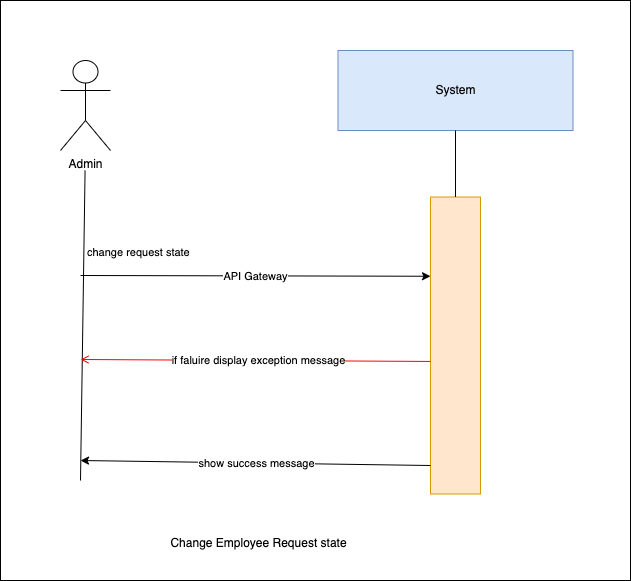 System
Admin
change request state
API Gateway
if faluire display exception message
show success message
Change Employee Request state